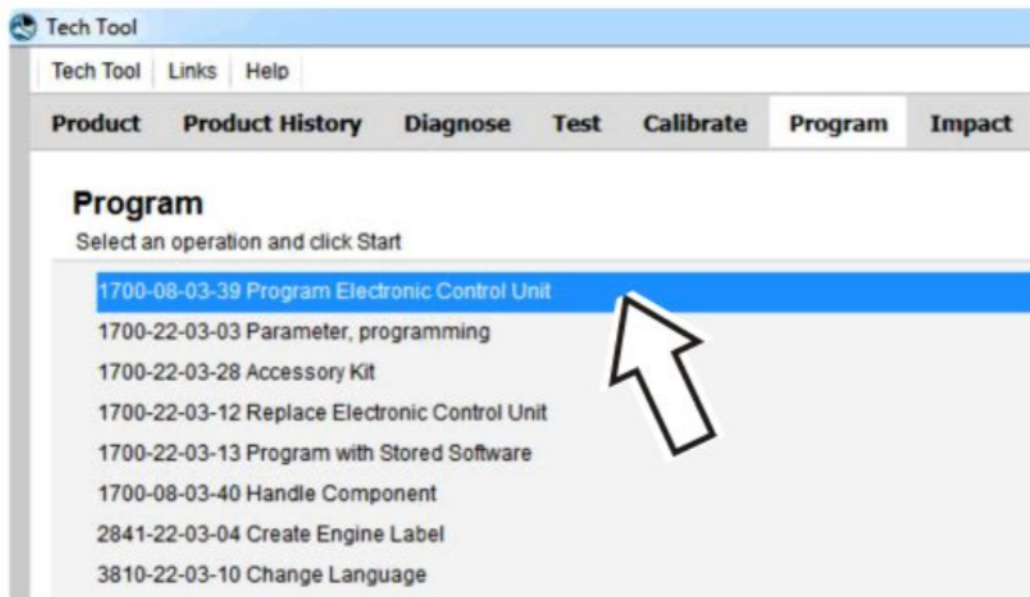 Tech Tool
Tech Tool Links Help
Product Product History Diagnose Test Calibrate Program Impact
Program
Select an operation and click Start
1700-08-03-39 Program Electronic Control Unit
1700-22-03-03 Parameter, programming
1700-22-03-28 Accessory Kit
1700-22-03-12 Replace Electronic Control Unit
1700-22-03-13 Program with Stored Software
1700-08-03-40 Handle Component
2841-22-03-04 Create Engine Label
3810-22-03-10 Change Language